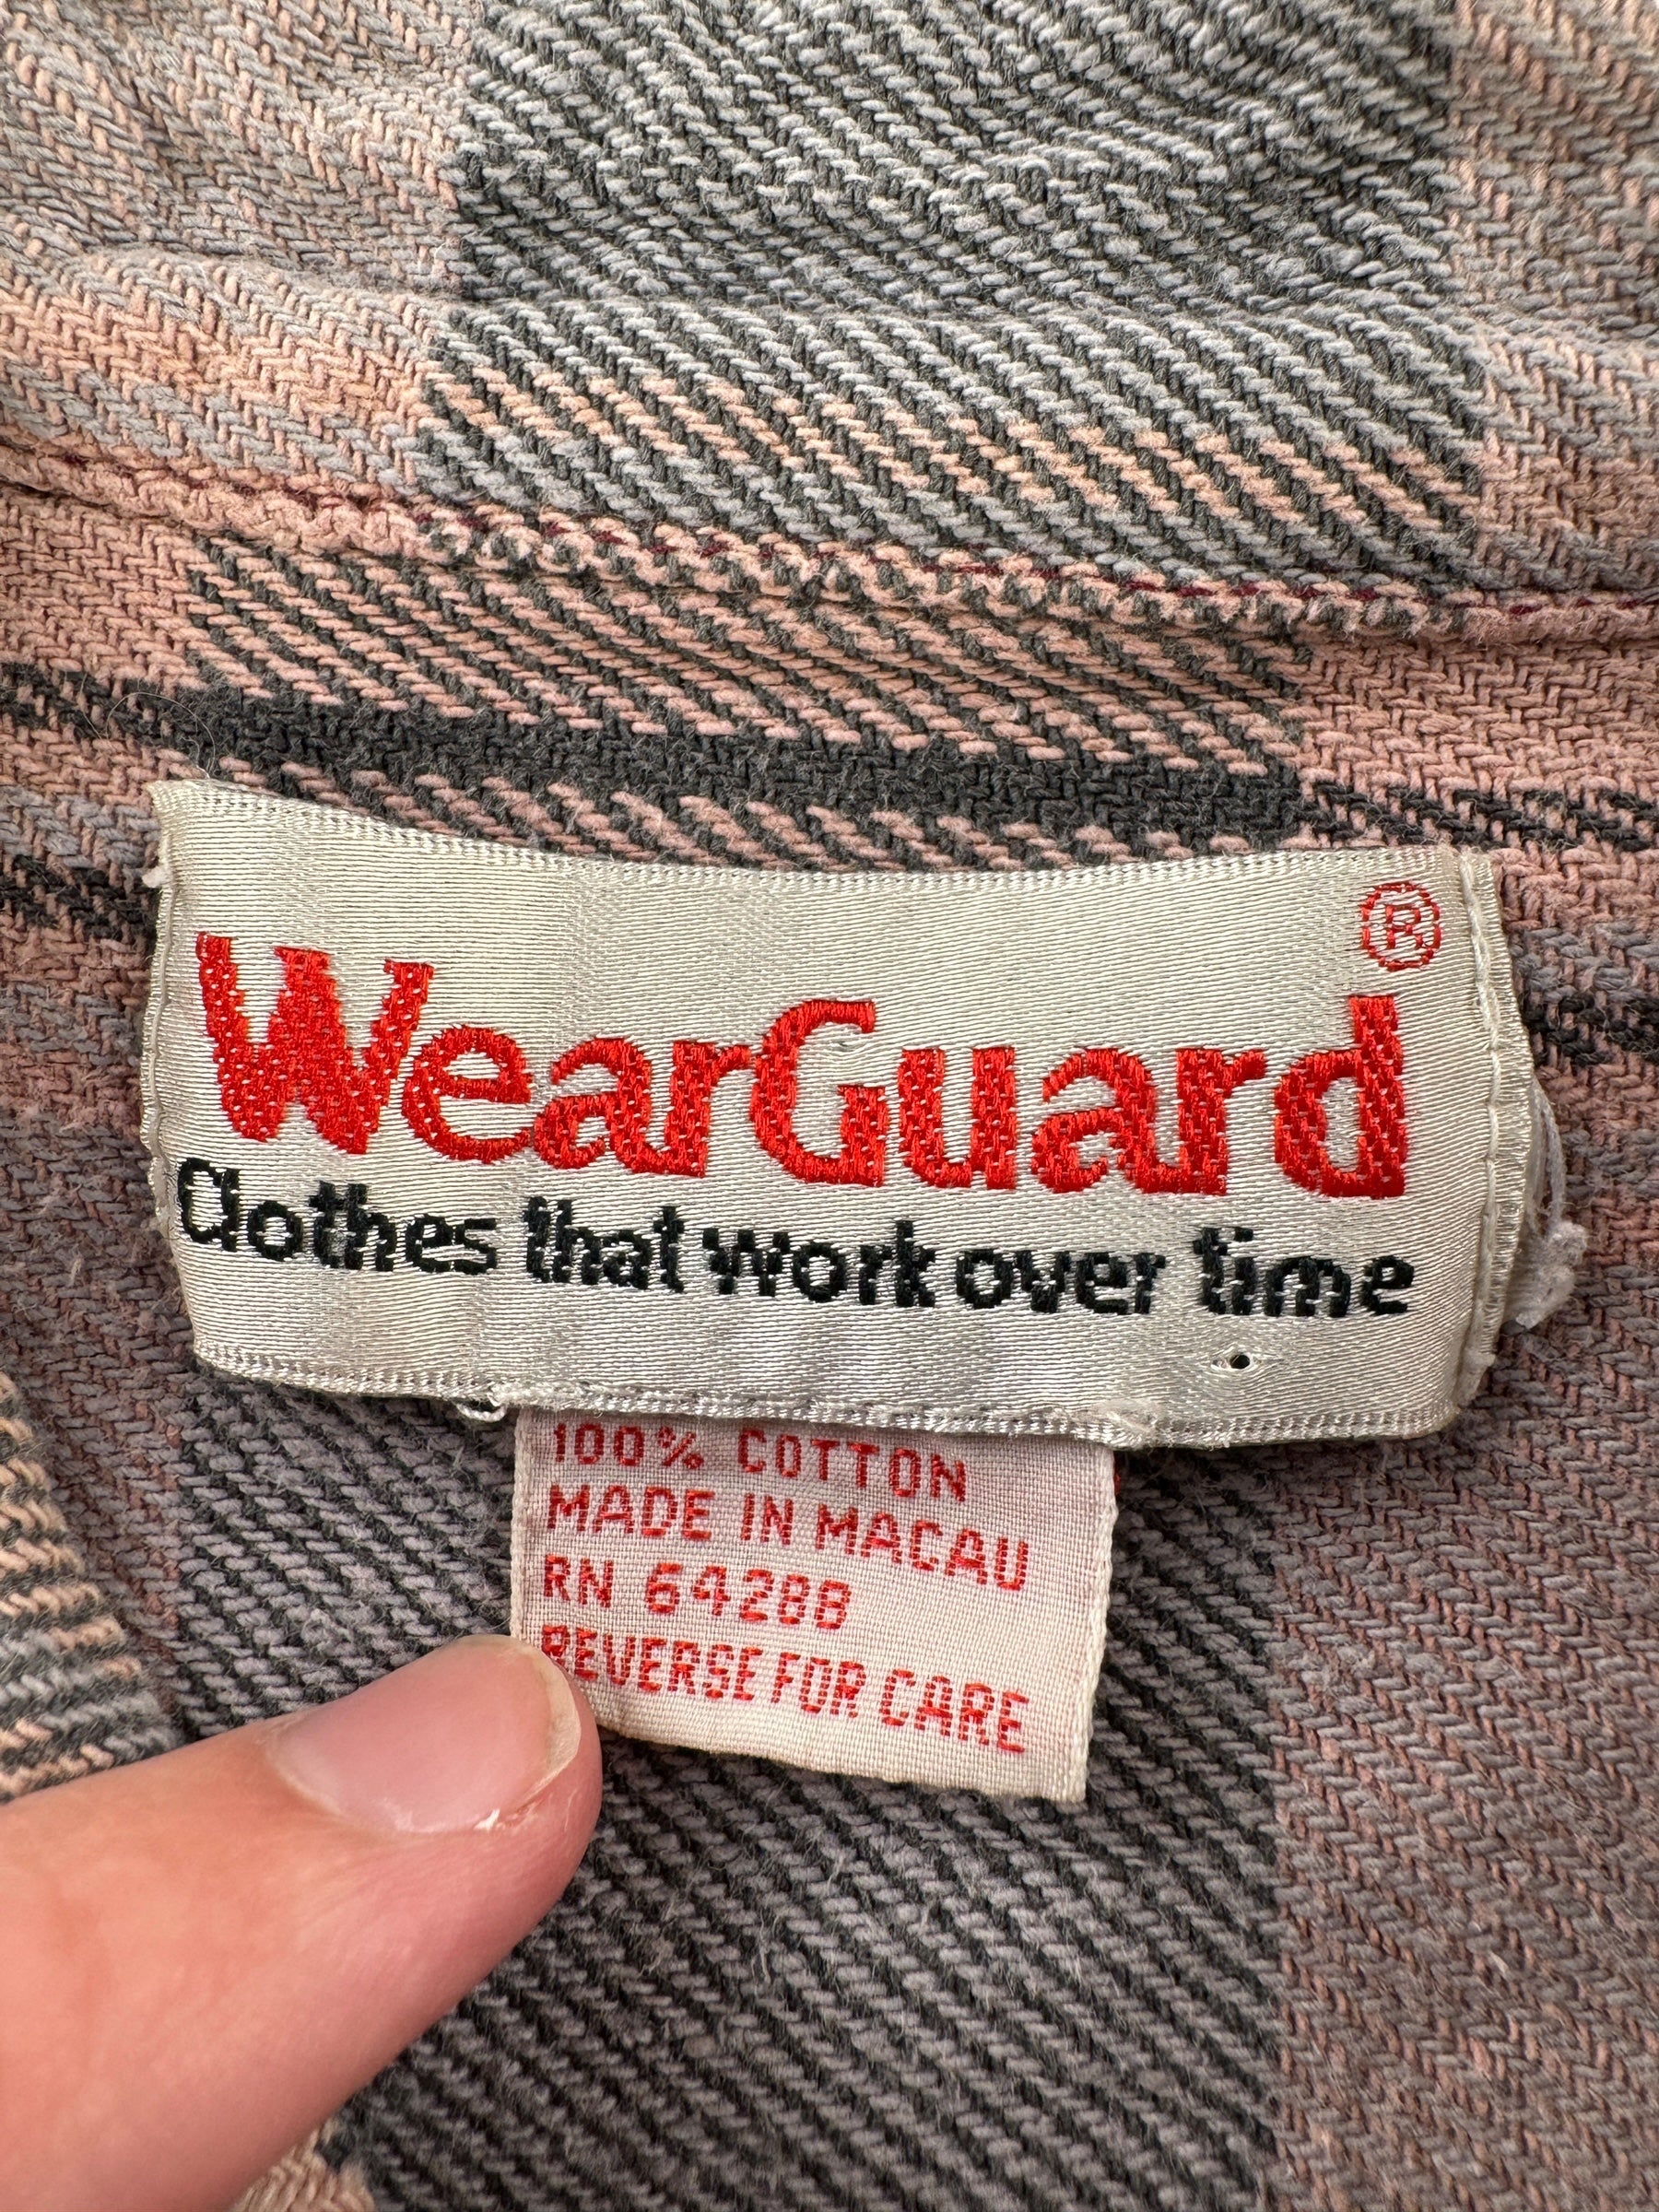 WearGuard®
Clothes that work over time
100% COTTON
MADE IN MACAU
RN 64288
REVERSE FOR CARE